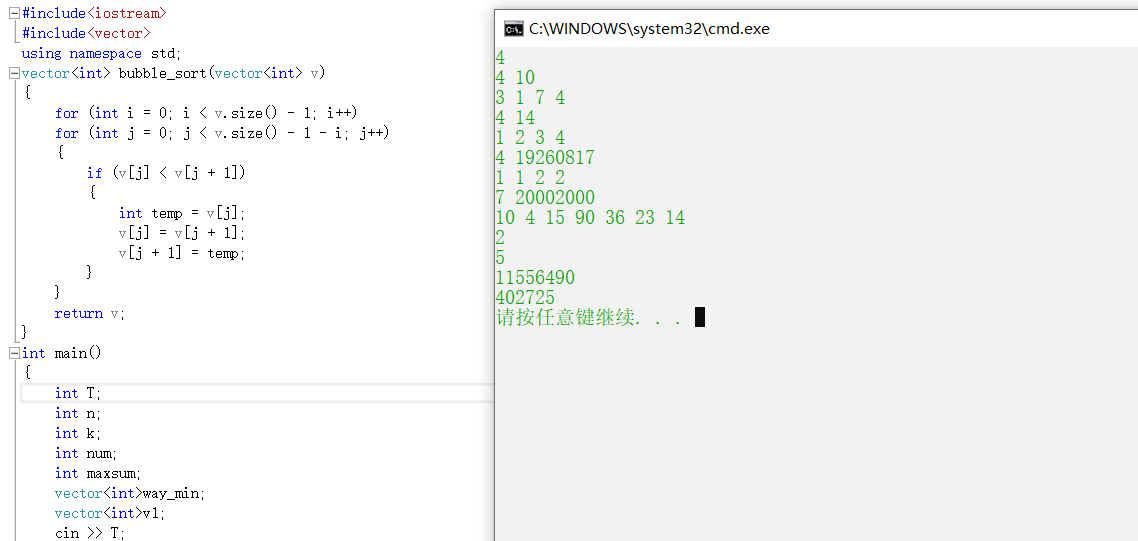 #include<iostream>
#include<vector>
using namespace std;
vector<int> bubble_sort(vector<int> v)
{
for (int i = 0; i < v.size() - 1; i++)
for (int j = 0; j < v.size() - 1 - i; j++)
{
if (v[j] < v[j + 1])
{
int temp = v[j];
v[j] = v[j + 1];
v[j + 1] = temp;
}
}
return v;
}
int main()
{
int T;
int n;
int k;
int num;
int maxsum;
vector<int>way_min;
vector<int>v1;
cin >> T;
C:\WINDOWS\system32\cmd.exe
4
4 10
3 1 7 4
4 14
1 2 3 4
4 19260817
1 1 2 2
7 20002000
10 4 15 90 36 23 14
2
5
11556490
402725
请按任意键继续. . .